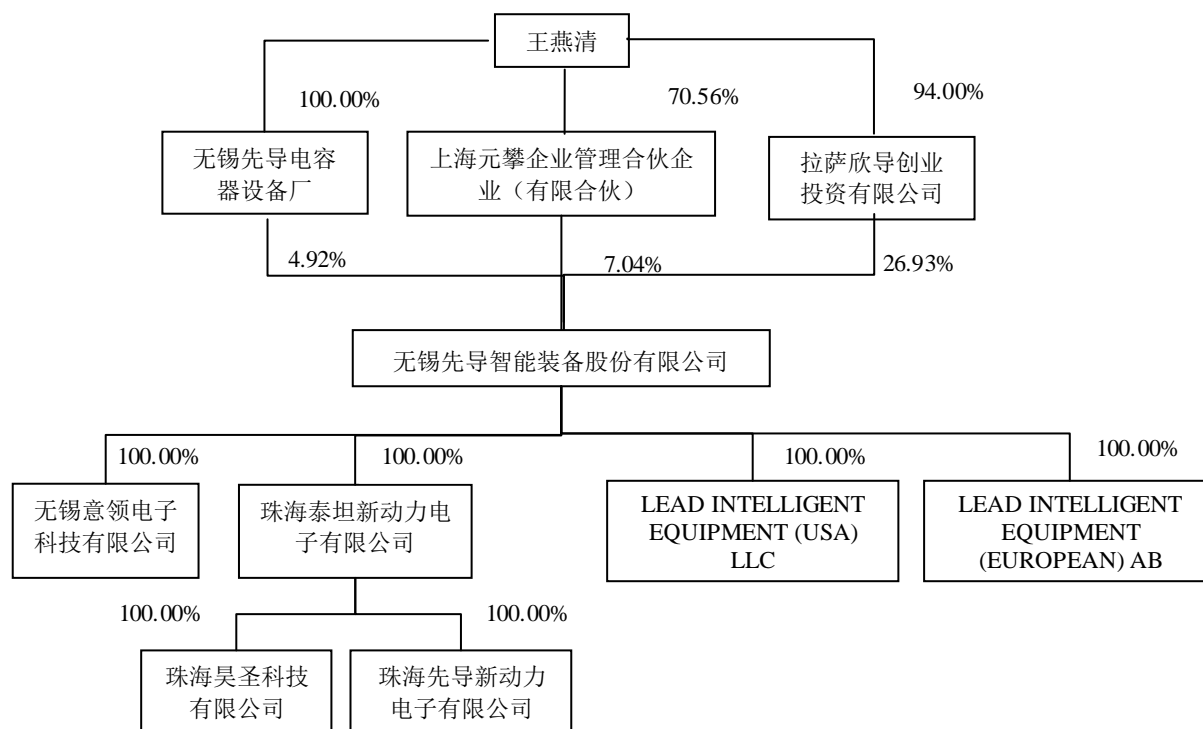 王燕清
100.00%
70.56%
94.00%
无锡先导电容
器设备厂
上海元攀企业管理合伙企
业（有限合伙）
拉萨欣导创业
投资有限公司
4.92%
7.04%
26.93%
无锡先导智能装备股份有限公司
100.00%
100.00%
100.00%
100.00%
无锡意领电子
科技有限公司
珠海泰坦新动力电
子有限公司
LEAD INTELLIGENT
EQUIPMENT (USA)
LLC
LEAD INTELLIGENT
EQUIPMENT
(EUROPEAN) AB
100.00%
100.00%
珠海昊圣科技
有限公司
珠海先导新动力
电子有限公司